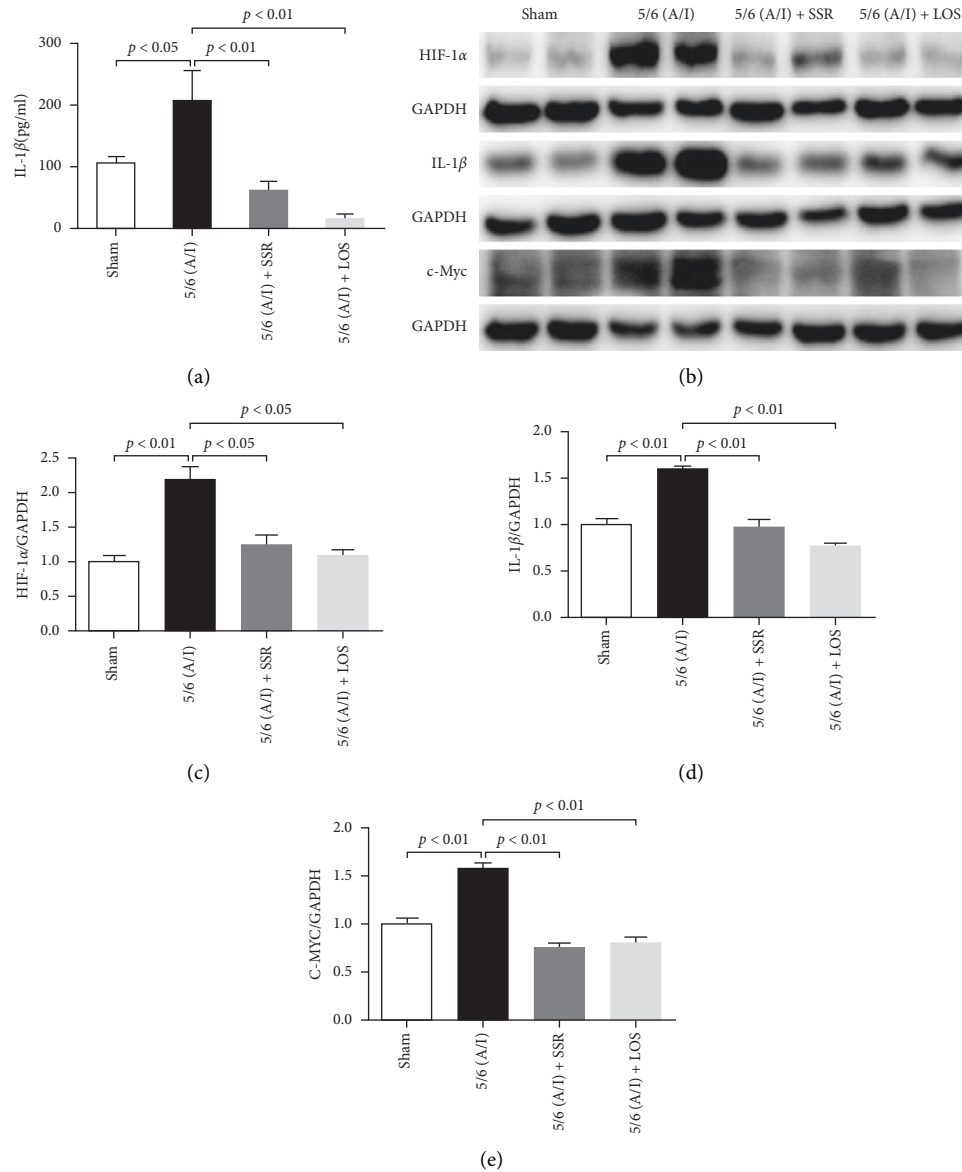 p < 0.01
p < 0.05
p < 0.01
IL-1β(pg/ml)
300
200
100
0
Sham
5/6 (A/I)
5/6 (A/I) + SSR
5/6 (A/I) + LOS
(a)
Sham
5/6 (A/I)
5/6 (A/I) + SSR
5/6 (A/I) + LOS
HIF-1α
GAPDH
IL-1β
GAPDH
c-Myc
GAPDH
(b)
p < 0.05
p < 0.01
p < 0.05
HIF-1α/GAPDH
2.5
2.0
1.5
1.0
0.5
0.0
Sham
5/6 (A/I)
5/6 (A/I) + SSR
5/6 (A/I) + LOS
(c)
p < 0.01
p < 0.01
p < 0.01
IL-1β/GAPDH
2.0
1.5
1.0
0.5
0.0
Sham
5/6 (A/I)
5/6 (A/I) + SSR
5/6 (A/I) + LOS
(d)
p < 0.01
p < 0.01
p < 0.01
C-MYC/GAPDH
2.0
1.5
1.0
0.5
0.0
Sham
5/6 (A/I)
5/6 (A/I) + SSR
5/6 (A/I) + LOS
(e)